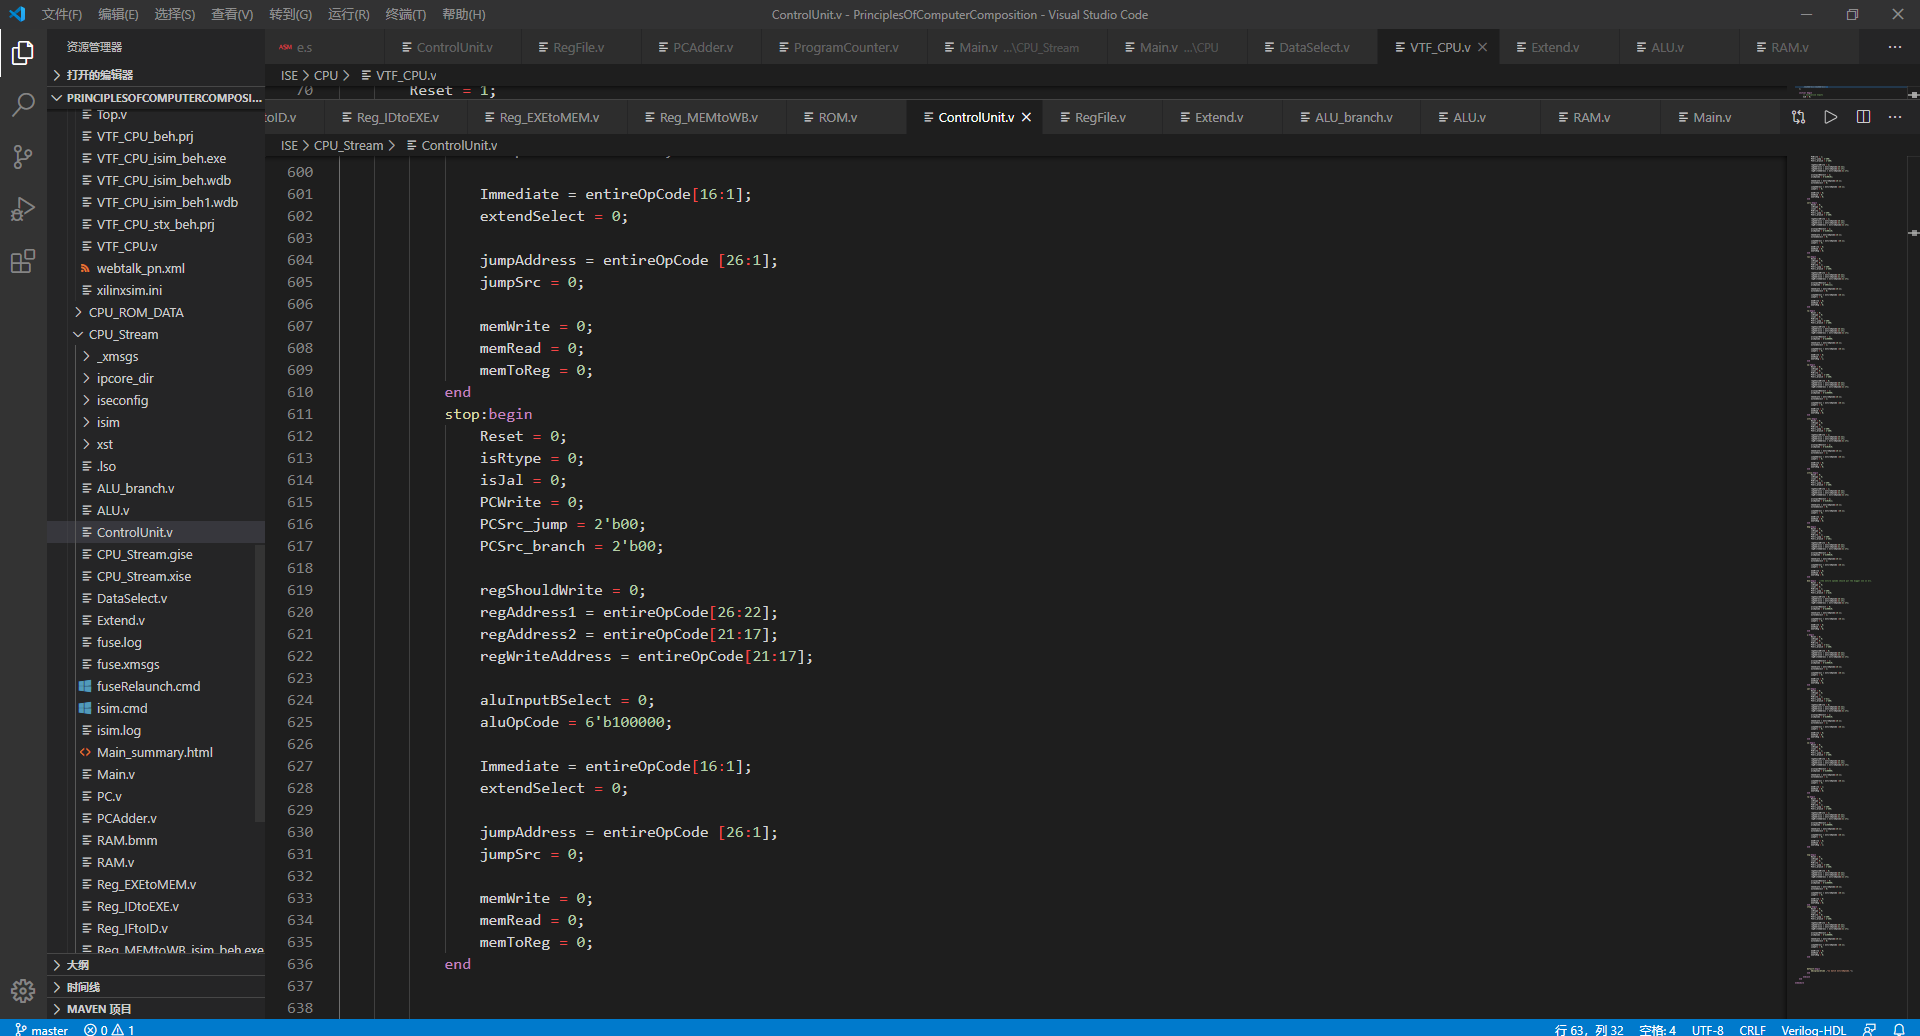 文件(F) 编辑(E) 选择(S) 查看(V) 转到(G) 运行(R) 终端(T) 帮助(H)
ControlUnit.v - PrinciplesOfComputerComposition - Visual Studio Code
资源管理器
打开的编辑器
PRINCIPLESOFCOMPUTERCOMPOSI...
Top.v
VTF_CPU_beh.prj
VTF_CPU_isim_beh.exe
VTF_CPU_isim_beh.wdb
VTF_CPU_isim_beh1.wdb
VTF_CPU_stx_beh.prj
VTF_CPU.v
webtalk_pn.xml
xilinxsim.ini
CPU_ROM_DATA
CPU_Stream
_xmsgs
ipcore_dir
iseconfig
isim
xst
.lso
ALU_branch.v
ALU.v
ControlUnit.v
CPU_Stream.gise
CPU_Stream.xise
DataSelect.v
Extend.v
fuse.log
fuse.xmsgs
fuseRelaunch.cmd
isim.cmd
isim.log
Main_summary.html
Main.v
PC.v
PCAdder.v
RAM.bmm
RAM.v
Reg_EXEtoMEM.v
Reg_IDtoEXE.v
Reg_IFtoID.v
Reg_MEMtoWB_isim_beh.exe
大纲
时间线
MAVEN 项目
ASM e.s ControlUnit.v RegFile.v PCAdder.v ProgramCounter.v Main.v ...\CPU_Stream Main.v ...\CPU DataSelect.v VTF_CPU.v Extend.v ALU.v RAM.v
ISE > CPU > VTF_CPU.v
70 Reset = 1;
toID.v Reg_IDtoEXE.v Reg_EXEtoMEM.v Reg_MEMtoWB.v ROM.v ControlUnit.v RegFile.v Extend.v ALU_branch.v ALU.v RAM.v Main.v
ISE > CPU_Stream > ControlUnit.v
600
601 Immediate = entireOpCode[16:1];
602 extendSelect = 0;
603
604 jumpAddress = entireOpCode [26:1];
605 jumpSrc = 0;
606
607 memWrite = 0;
608 memRead = 0;
609 memToReg = 0;
610 end
611 stop:begin
612 Reset = 0;
613 isRtype = 0;
614 isJal = 0;
615 PCWrite = 0;
616 PCSrc_jump = 2'b00;
617 PCSrc_branch = 2'b00;
618
619 regShouldWrite = 0;
620 regAddress1 = entireOpCode[26:22];
621 regAddress2 = entireOpCode[21:17];
622 regWriteAddress = entireOpCode[21:17];
623
624 aluInputBSelect = 0;
625 aluOpCode = 6'b100000;
626
627 Immediate = entireOpCode[16:1];
628 extendSelect = 0;
629
630 jumpAddress = entireOpCode [26:1];
631 jumpSrc = 0;
632
633 memWrite = 0;
634 memRead = 0;
635 memToReg = 0;
636 end
637
638
master 0 1
行 63，列 32 空格: 4 UTF-8 CRLF Verilog-HDL